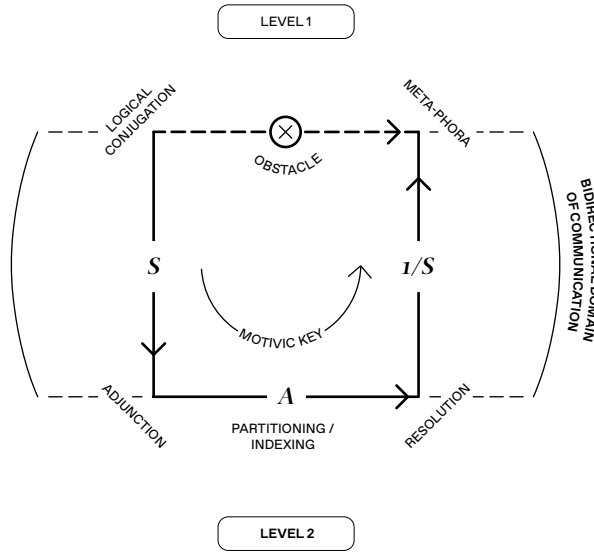 LEVEL 1
LOGICAL
CONJUGATION
META-PHORA
OBSTACLE
S
1/S
BIDIRECTIONAL DOMAIN
OF COMMUNICATION
MOTIVIC KEY
ADJUNCTION
A
RESOLUTION
PARTITIONING /
INDEXING
LEVEL 2